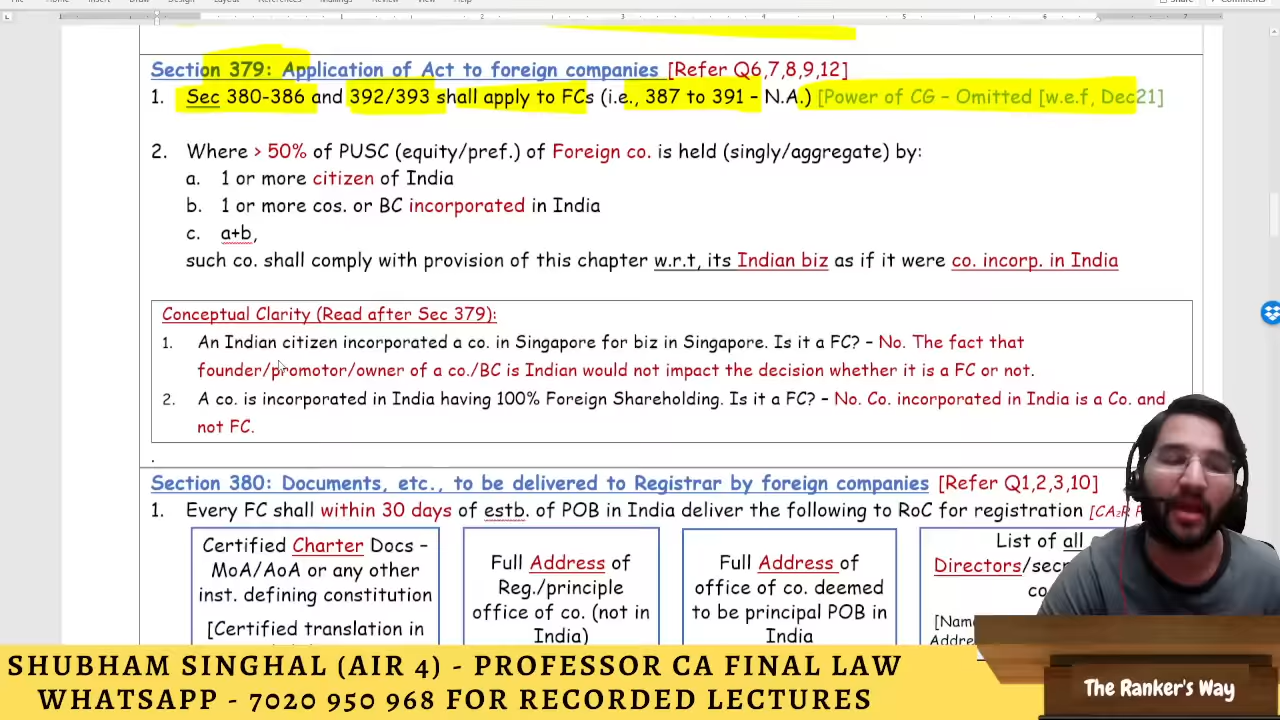 Section 379: Application of Act to foreign companies [Refer Q6,7,8,9,12]
1. Sec 380-386 and 392/393 shall apply to FCs (i.e., 387 to 391 – N.A.) [Power of CG – Omitted [w.e.f, Dec21]
2. Where > 50% of PUSC (equity/pref.) of Foreign co. is held (singly/aggregate) by:
a. 1 or more citizen of India
b. 1 or more cos. or BC incorporated in India
c. a+b,
such co. shall comply with provision of this chapter w.r.t, its Indian biz as if it were co. incorp. in India
Conceptual Clarity (Read after Sec 379):
1. An Indian citizen incorporated a co. in Singapore for biz in Singapore. Is it a FC? – No. The fact that
founder/promotor/owner of a co./BC is Indian would not impact the decision whether it is a FC or not.
2. A co. is incorporated in India having 100% Foreign Shareholding. Is it a FC? – No. Co. incorporated in India is a Co. and
not FC.
.
Section 380: Documents, etc., to be delivered to Registrar by foreign companies [Refer Q1,2,3,10]
1. Every FC shall within 30 days of estb. of POB in India deliver the following to RoC for registration
Certified Charter Docs –
MoA/AoA or any other
inst. defining constitution
[Certified translation in
Full Address of
Reg./principle
office of co. (not in
India)
Full Address of
office of co. deemed
to be principal POB in
India
List of all
Directors/
SHUBHAM SINGHAL (AIR 4) - PROFESSOR CA FINAL LAW
WHATSAPP - 7020 950 968 FOR RECORDED LECTURES
The Ranker's Way